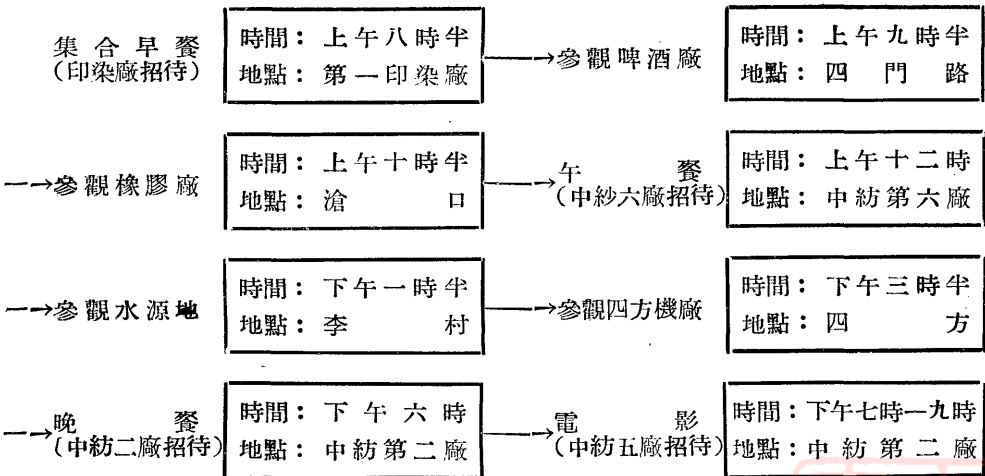 集合早餐
(印染廠招待)
時間：上午八時半
地點：第一印染廠
→參觀啤酒廠
時間：上午九時半
地點：四門路
→參觀橡膠廠
時間：上午十時半
地點：滄口
→午餐
(中紗六廠招待)
時間：上午十二時
地點：中紡第六廠
→參觀水源地
時間：下午一時半
地點：李村
→參觀四方機廠
時間：下午三時半
地點：四方
→晚餐
(中紡二廠招待)
時間：下午六時
地點：中紡第二廠
→電影
(中紡五廠招待)
時間：下午七時—九時
地點：中紡第二廠